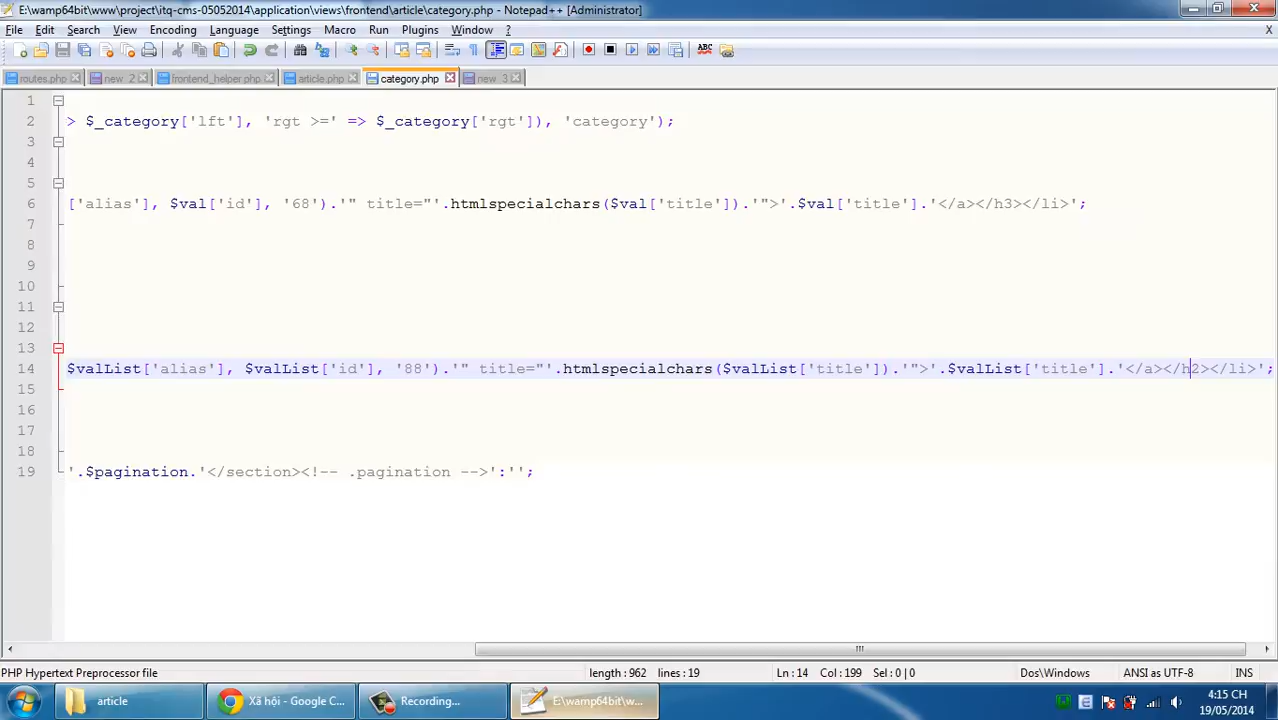 E:\wamp64bit\www\project\itq-cms-05052014\application\views\frontend\article\category.php - Notepad++ [Administrator]
File Edit Search View Encoding Language Settings Macro Run Plugins Window ? X
routes.php new 2 frontend_helper.php article.php category.php new 3
1
2 > $_category['lft'], 'rgt >=' => $_category['rgt']), 'category');
3
4
5
6 ['alias'], $val['id'], '68').'" title="'.htmlspecialchars($val['title']).'">'.$val['title'].'</a></h3></li>';
7
8
9
10
11
12
13
14 $valList['alias'], $valList['id'], '88').'" title="'.htmlspecialchars($valList['title']).'">'.$valList['title'].'</a></h2></li>';
15
16
17
18
19 '.$pagination.'</section><!-- .pagination -->':'';
PHP Hypertext Preprocessor file length : 962 lines : 19 Ln : 14 Col : 199 Sel : 0 | 0 Dos\Windows ANSI as UTF-8 INS
article Xã hội - Google C... Recording... E:\wamp64bit\w... 4:15 CH
19/05/2014